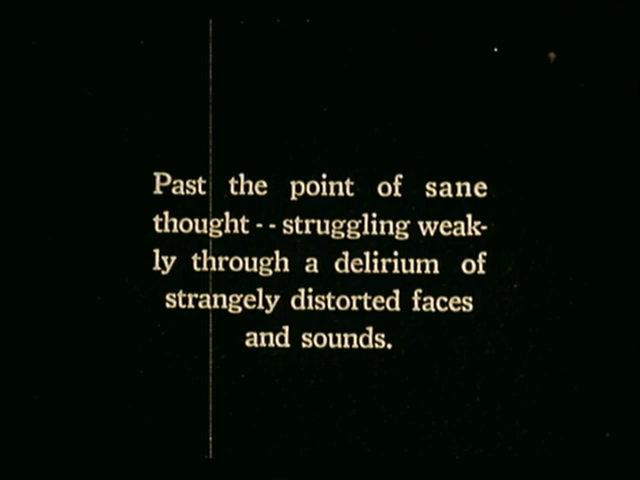 Past the point of sane
thought -- struggling weak-
ly through a delirium of
strangely distorted faces
and sounds.